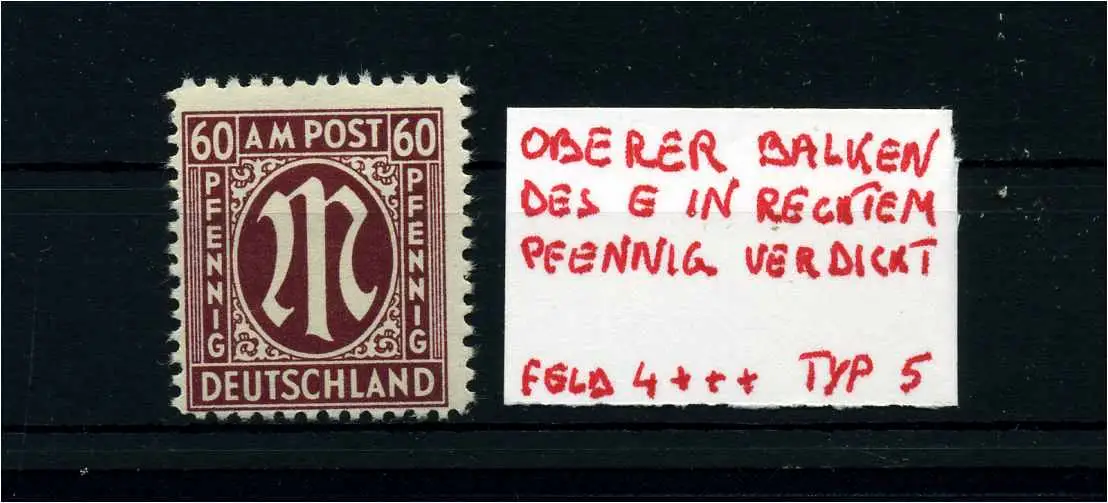 60 AM POST 60
PFENNIG
M
PFENNIG
DEUTSCHLAND
OBERER BALKEN
DES E IN RECHTEM
PFENNIG VERDICKT
FELD 4+++ TYP 5